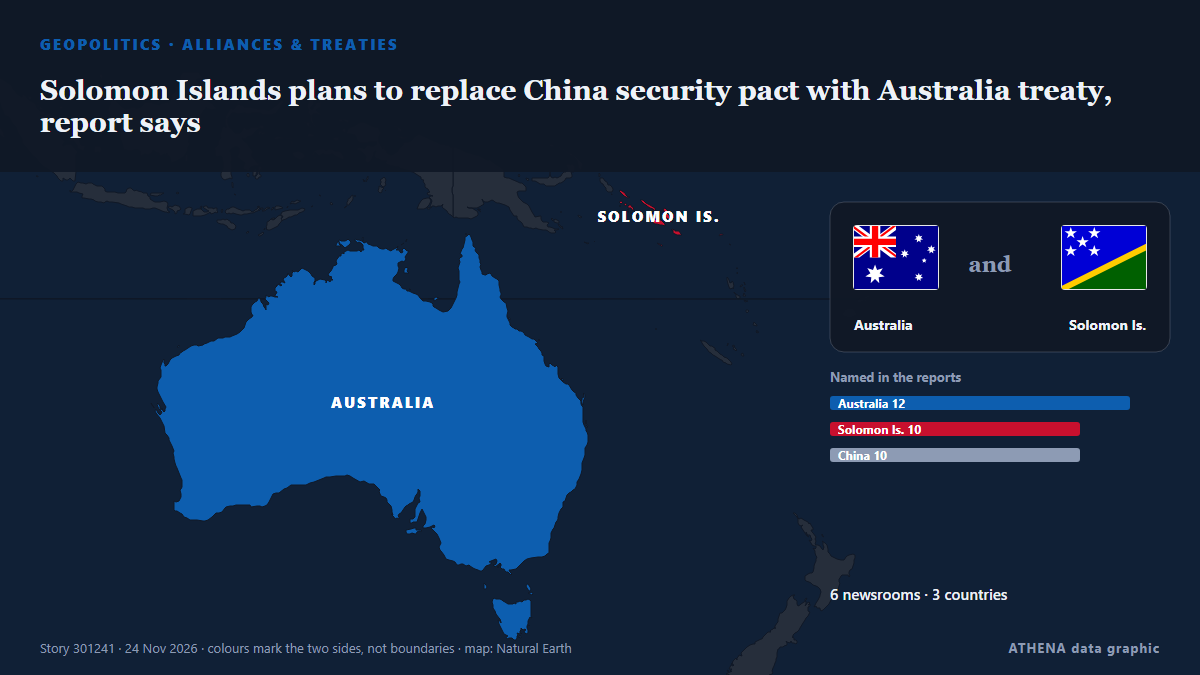 GEOPOLITICS · ALLIANCES & TREATIES
Solomon Islands plans to replace China security pact with Australia treaty,
report says
SOLOMON IS.
AUSTRALIA
and
Australia
Solomon Is.
Named in the reports
Australia 12
Solomon Is. 10
China 10
6 newsrooms · 3 countries
Story 301241 · 24 Nov 2026 · colours mark the two sides, not boundaries · map: Natural Earth
ATHENA data graphic